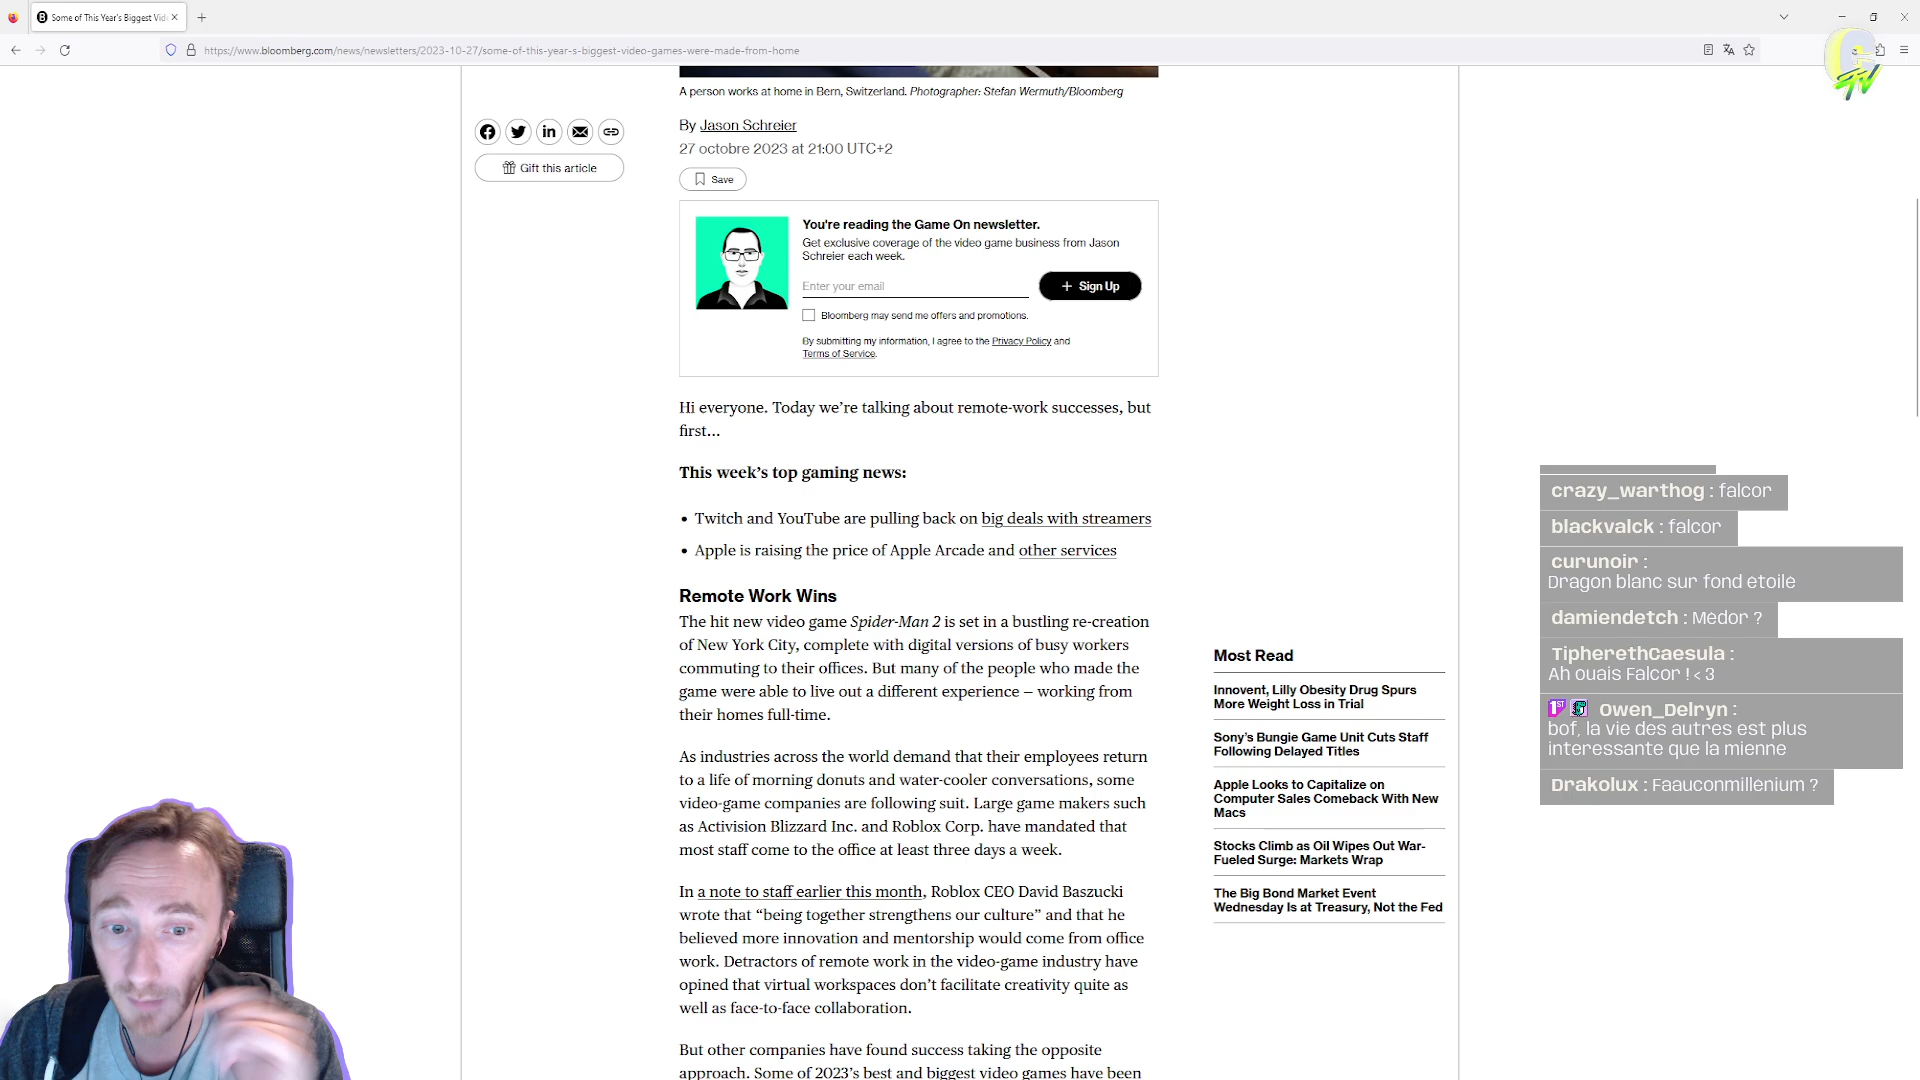 Some of This Year's Biggest Vid
https://www.bloomberg.com/news/newsletters/2023-10-27/some-of-this-year-s-biggest-video-games-were-made-from-home
A person works at home in Bern, Switzerland. Photographer: Stefan Wermuth/Bloomberg
By Jason Schreier
27 octobre 2023 at 21:00 UTC+2
Gift this article
Save
You're reading the Game On newsletter.
Get exclusive coverage of the video game business from Jason
Schreier each week.
Enter your email
+ Sign Up
Bloomberg may send me offers and promotions.
By submitting my information, I agree to the Privacy Policy and
Terms of Service.
Hi everyone. Today we're talking about remote-work successes, but
first…
This week's top gaming news:
• Twitch and YouTube are pulling back on big deals with streamers
• Apple is raising the price of Apple Arcade and other services
Remote Work Wins
The hit new video game Spider-Man 2 is set in a bustling re-creation
of New York City, complete with digital versions of busy workers
commuting to their offices. But many of the people who made the
game were able to live out a different experience — working from
their homes full-time.
As industries across the world demand that their employees return
to a life of morning donuts and water-cooler conversations, some
video-game companies are following suit. Large game makers such
as Activision Blizzard Inc. and Roblox Corp. have mandated that
most staff come to the office at least three days a week.
In a note to staff earlier this month, Roblox CEO David Baszucki
wrote that “being together strengthens our culture” and that he
believed more innovation and mentorship would come from office
work. Detractors of remote work in the video-game industry have
opined that virtual workspaces don't facilitate creativity quite as
well as face-to-face collaboration.
But other companies have found success taking the opposite
approach. Some of 2023's best and biggest video games have been
Most Read
Innovent, Lilly Obesity Drug Spurs
More Weight Loss in Trial
Sony's Bungie Game Unit Cuts Staff
Following Delayed Titles
Apple Looks to Capitalize on
Computer Sales Comeback With New
Macs
Stocks Climb as Oil Wipes Out War-
Fueled Surge: Markets Wrap
The Big Bond Market Event
Wednesday Is at Treasury, Not the Fed
crazy_warthog : falcor
blackvalck : falcor
curunoir :
Dragon blanc sur fond étoilé
damiendetch : Médor ?
TipherethCaesula :
Ah ouais Falcor ! <3
1ST Owen_Delryn :
bof, la vie des autres est plus
interessante que la mienne
Drakolux : Faauconmillenium ?
TV